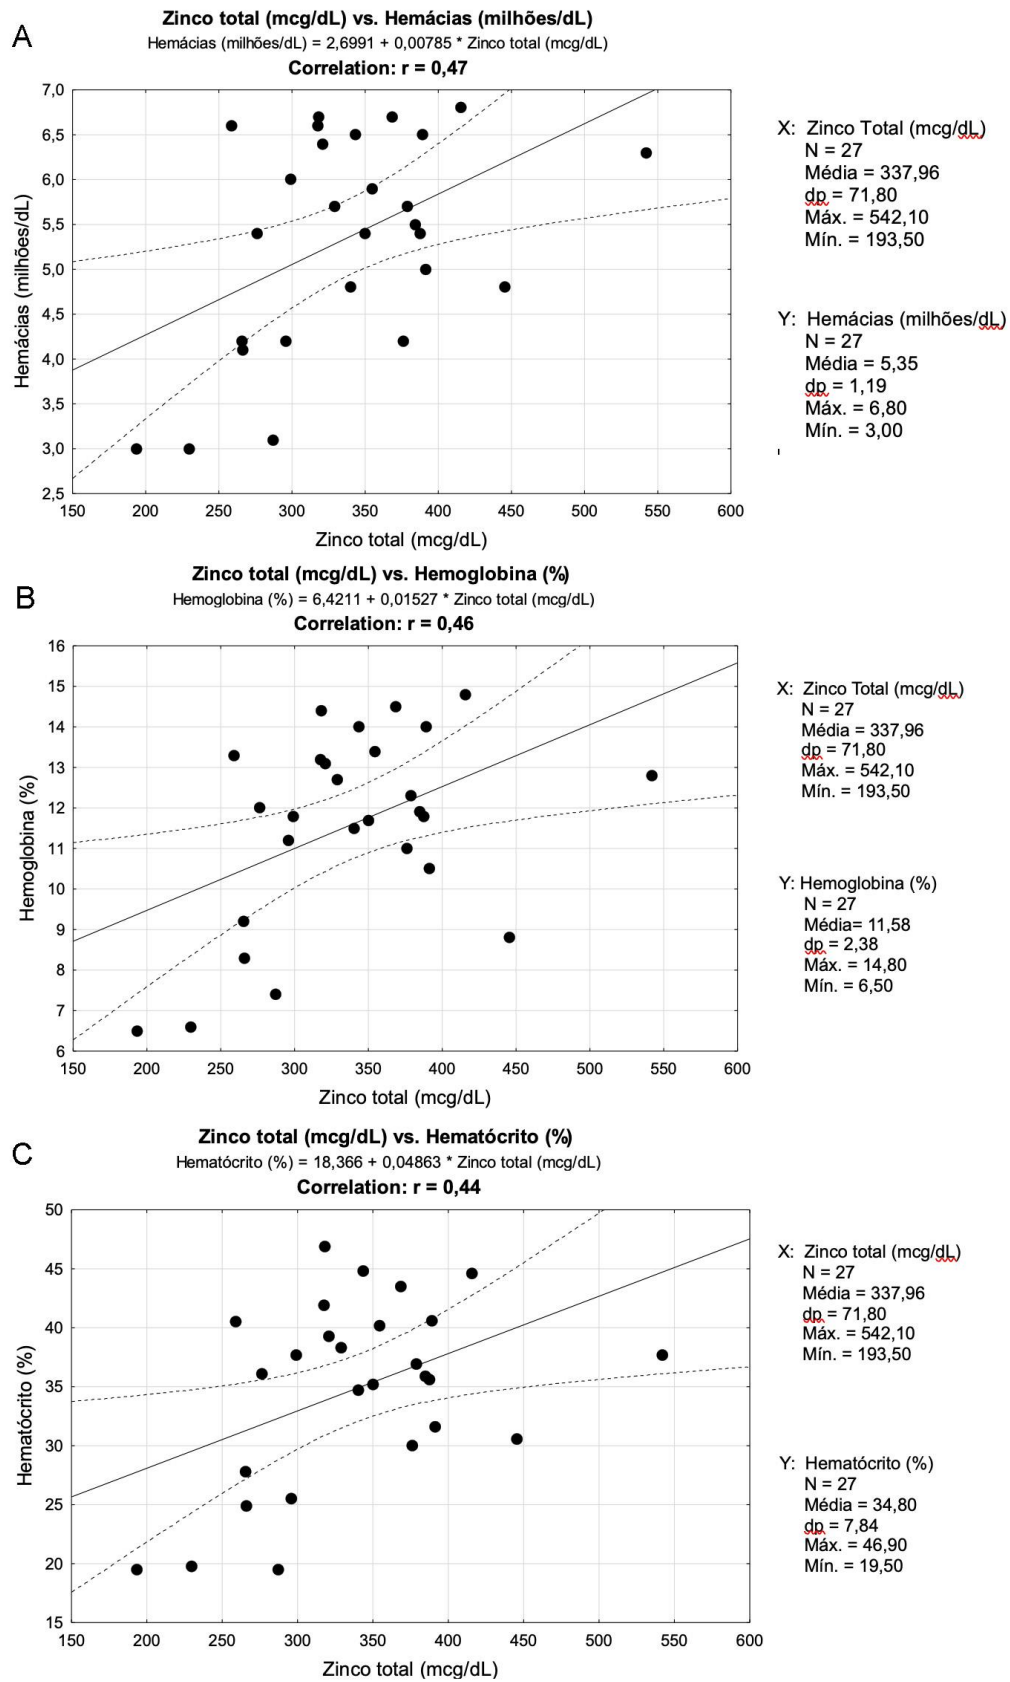 A
Zinco total (mcg/dL) vs. Hemácias (milhões/dL)
Hemácias (milhões/dL) = 2,6991 + 0,00785 * Zinco total (mcg/dL)
Correlation: r = 0,47
7,0
6,5
6,0
5,5
5,0
4,5
4,0
3,5
3,0
2,5
Hemácias (milhões/dL)
150 200 250 300 350 400 450 500 550 600
Zinco total (mcg/dL)
X: Zinco Total (mcg/dL)
N = 27
Média = 337,96
dp = 71,80
Máx. = 542,10
Mín. = 193,50
Y: Hemácias (milhões/dL)
N = 27
Média = 5,35
dp = 1,19
Máx. = 6,80
Mín. = 3,00
B
Zinco total (mcg/dL) vs. Hemoglobina (%)
Hemoglobina (%) = 6,4211 + 0,01527 * Zinco total (mcg/dL)
Correlation: r = 0,46
16
15
14
13
12
11
10
9
8
7
6
Hemoglobina (%)
150 200 250 300 350 400 450 500 550 600
Zinco total (mcg/dL)
X: Zinco Total (mcg/dL)
N = 27
Média = 337,96
dp = 71,80
Máx. = 542,10
Mín. = 193,50
Y: Hemoglobina (%)
N = 27
Média= 11,58
dp = 2,38
Máx. = 14,80
Mín. = 6,50
C
Zinco total (mcg/dL) vs. Hematócrito (%)
Hematócrito (%) = 18,366 + 0,04863 * Zinco total (mcg/dL)
Correlation: r = 0,44
50
45
40
35
30
25
20
15
Hematócrito (%)
150 200 250 300 350 400 450 500 550 600
Zinco total (mcg/dL)
X: Zinco total (mcg/dL)
N = 27
Média = 337,96
dp = 71,80
Máx. = 542,10
Mín. = 193,50
Y: Hematócrito (%)
N = 27
Média = 34,80
dp = 7,84
Máx. = 46,90
Mín. = 19,50